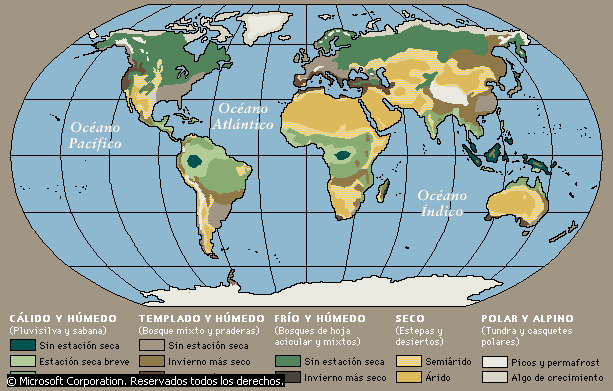 Océano
Atlántico
Océano
Pacífico
Océano
Índico
CÁLIDO Y HÚMEDO
(Pluvisilva y sabana)
Sin estación seca
Estación seca breve
TEMPLADO Y HÚMEDO
(Bosque mixto y praderas)
Sin estación seca
Invierno más seco
FRÍO Y HÚMEDO
(Bosques de hoja
acicular y mixtos)
Sin estación seca
Invierno más seco
SECO
(Estepas y
desiertos)
Semiárido
Árido
POLAR Y ALPINO
(Tundra y casquetes
polares)
Picos y permafrost
Algo de crecimiento
© Microsoft Corporation. Reservados todos los derechos.